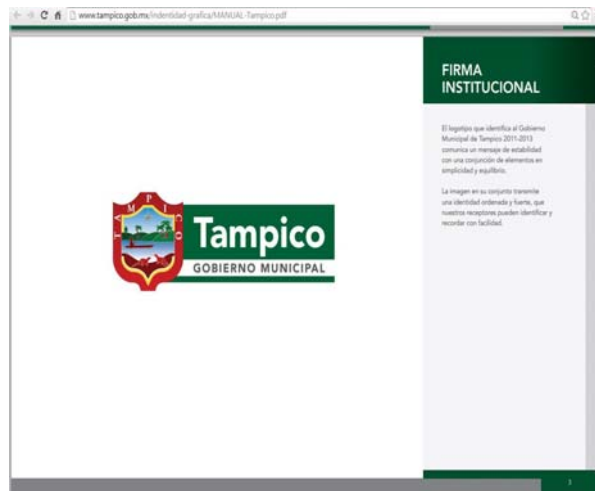 www.tampico.gob.mx/indentidad-grafica/MANUAL-Tampico.pdf
FIRMA
INSTITUCIONAL
El logotipo que identifica al Gobierno
Municipal de Tampico 2011-2013
comunica un mensaje de estabilidad
con una conjunción de elementos en
simplicidad y equilibrio.
La imagen en su conjunto transmite
una identidad ordenada y fuerte, que
nuestros receptores pueden identificar y
recordar con facilidad.
TAMPICO
Tampico
GOBIERNO MUNICIPAL
3